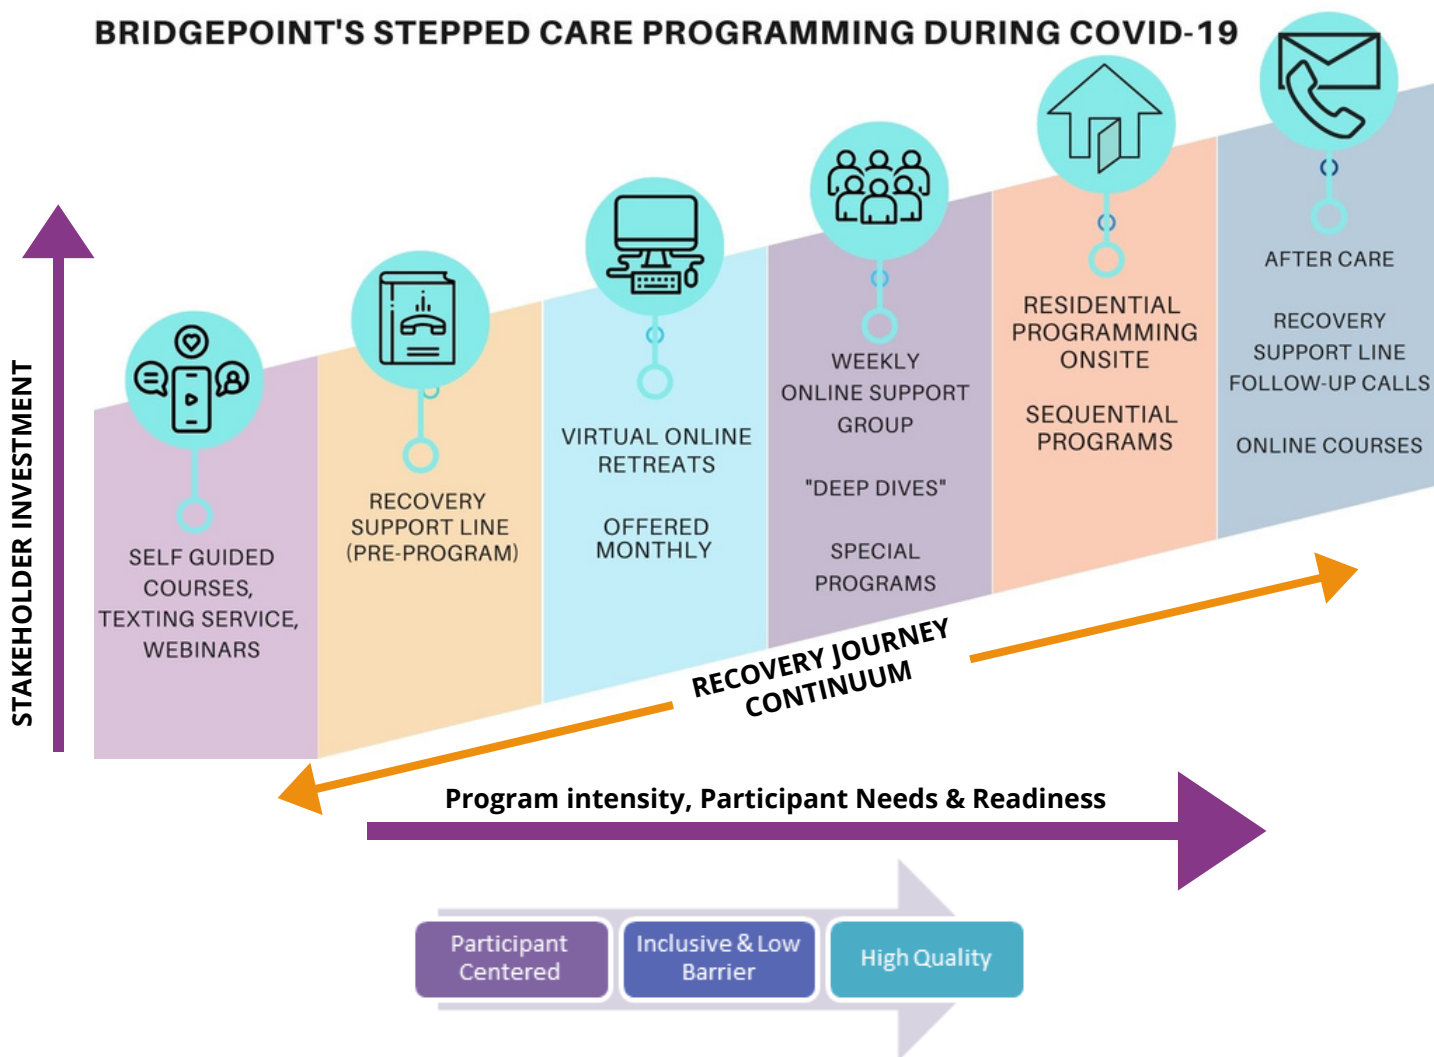 BRIDGEPOINT'S STEPPED CARE PROGRAMMING DURING COVID-19
STAKEHOLDER INVESTMENT
SELF GUIDED
COURSES,
TEXTING SERVICE,
WEBINARS
RECOVERY
SUPPORT LINE
(PRE-PROGRAM)
VIRTUAL ONLINE
RETREATS
OFFERED
MONTHLY
WEEKLY
ONLINE SUPPORT
GROUP
"DEEP DIVES"
SPECIAL
PROGRAMS
RESIDENTIAL
PROGRAMMING
ONSITE
SEQUENTIAL
PROGRAMS
AFTER CARE
RECOVERY
SUPPORT LINE
FOLLOW-UP CALLS
ONLINE COURSES
RECOVERY JOURNEY
CONTINUUM
Program intensity, Participant Needs & Readiness
Participant
Centered
Inclusive & Low
Barrier
High Quality